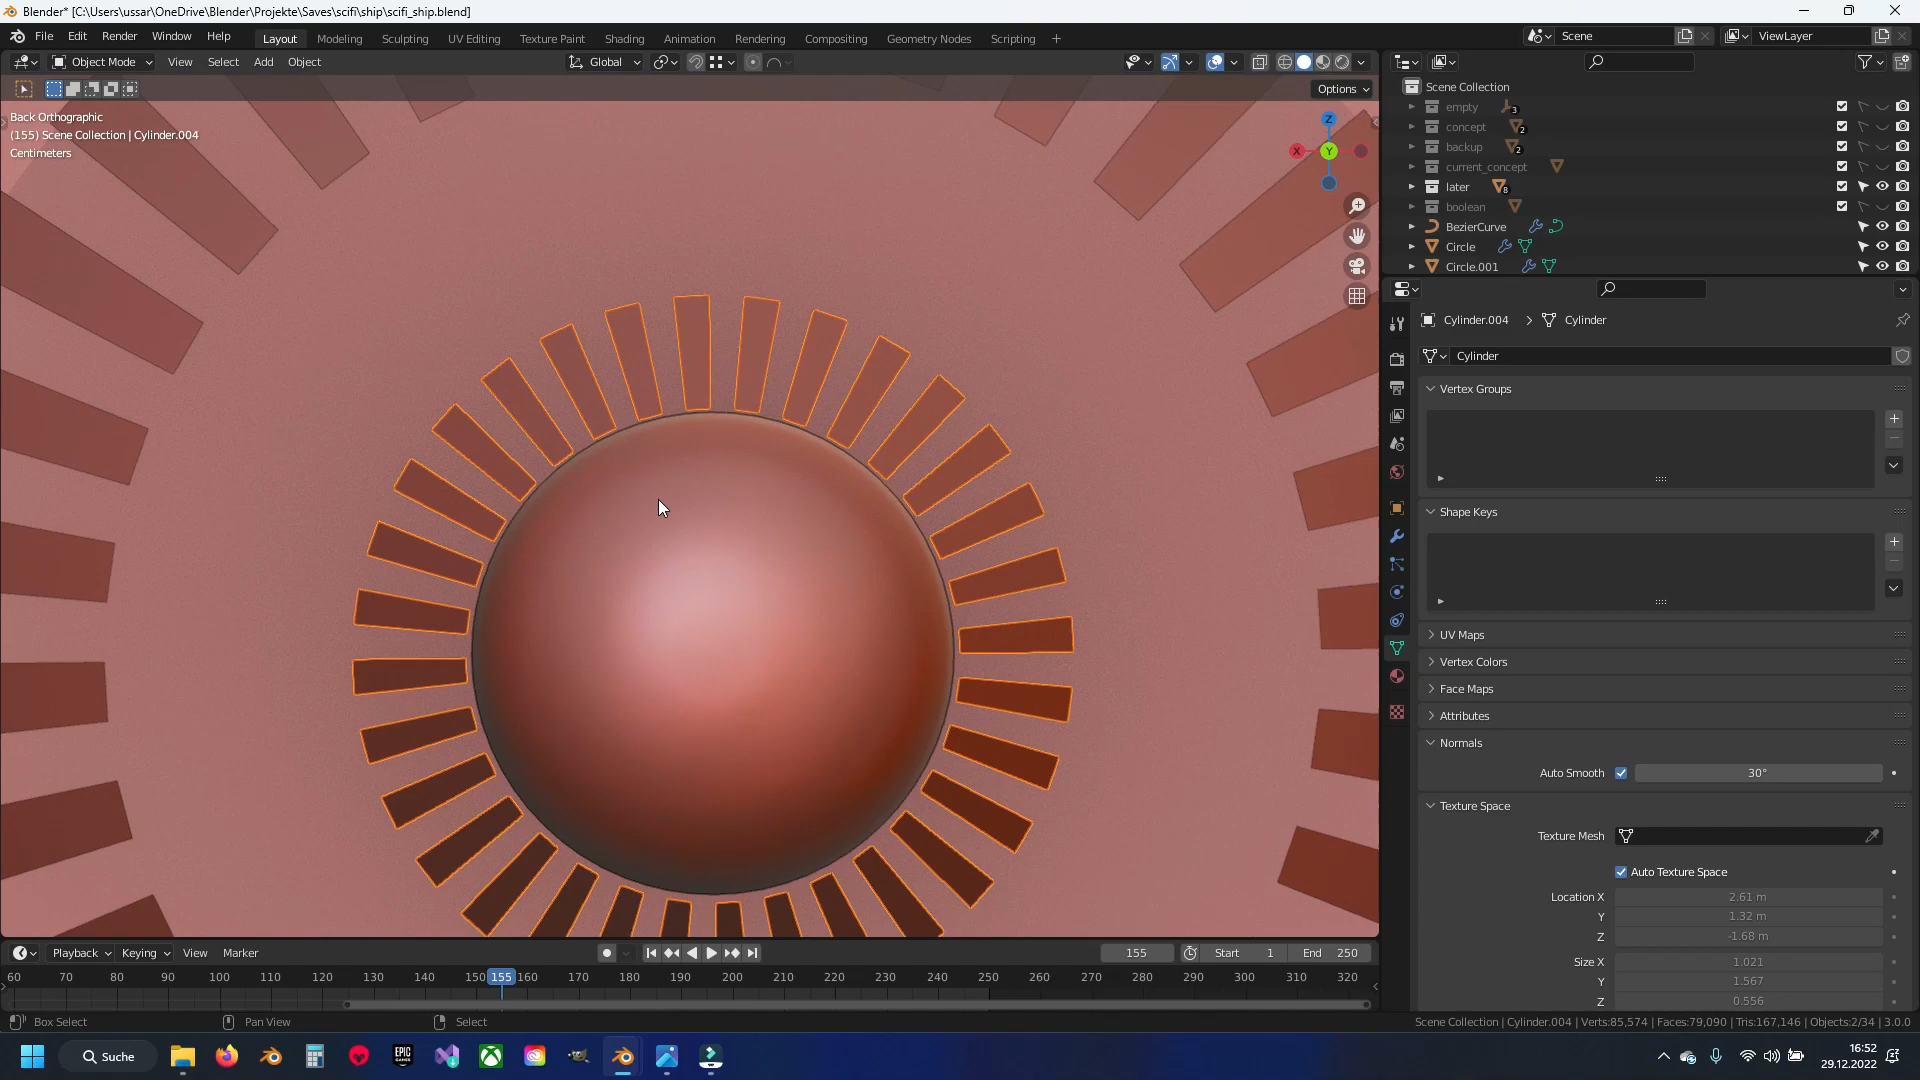 Blender* [C:\Users\ussar\OneDrive\Blender\Projekte\Saves\scifi\ship\scifi_ship.blend]
File Edit Render Window Help Layout Modeling Sculpting UV Editing Texture Paint Shading Animation Rendering Compositing Geometry Nodes Scripting + Scene ViewLayer
Object Mode View Select Add Object Global
Options
Back Orthographic
(155) Scene Collection | Cylinder.004
Centimeters
Z
X Y
Scene Collection
empty 3
concept 2
backup 2
current_concept
later 8
boolean
BezierCurve
Circle
Circle.001
Cylinder.004 > Cylinder
Cylinder
Vertex Groups
Shape Keys
UV Maps
Vertex Colors
Face Maps
Attributes
Normals
Auto Smooth 30°
Texture Space
Texture Mesh
Auto Texture Space
Location X 2.61 m
Y 1.32 m
Z -1.68 m
Size X 1.021
Y 1.567
Z 0.556
Playback Keying View Marker 155 Start 1 End 250
60 70 80 90 100 110 120 130 140 150 155 160 170 180 190 200 210 220 230 240 250 260 270 280 290 300 310 320
Box Select Pan View Select Scene Collection | Cylinder.004 | Verts:85,574 | Faces:79,090 | Tris:167,146 | Objects:2/34 | 3.0.0
Suche EPIC GAMES 16:52
29.12.2022